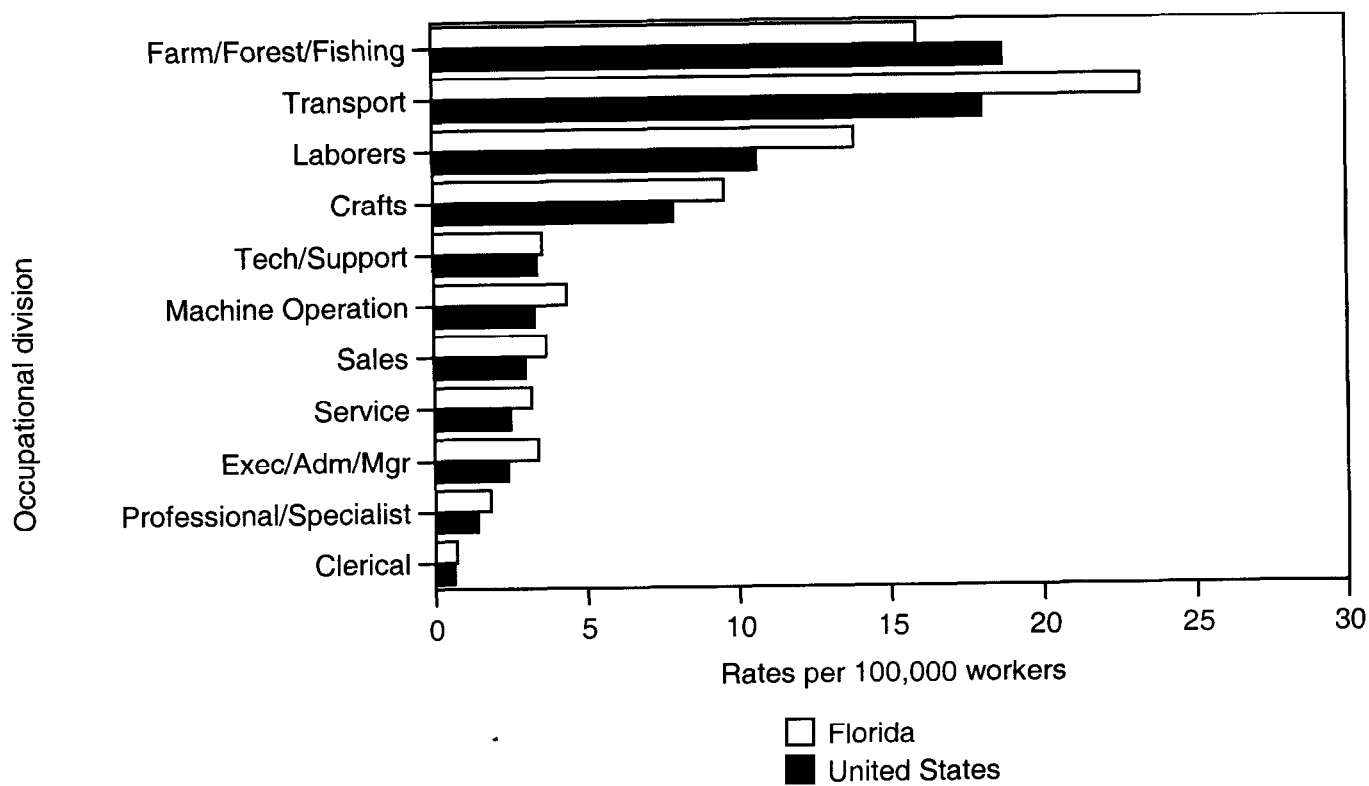 Occupational division
Farm/Forest/Fishing
Transport
Laborers
Crafts
Tech/Support
Machine Operation
Sales
Service
Exec/Adm/Mgr
Professional/Specialist
Clerical
0 5 10 15 20 25 30
Rates per 100,000 workers
Florida
United States